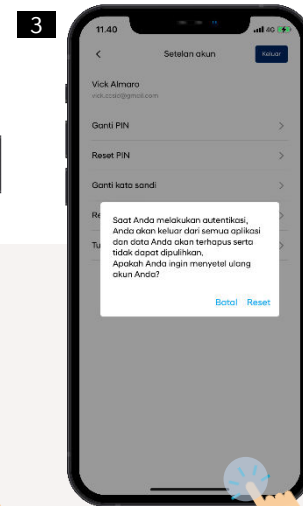 3
11.40
4G
Setelan akun
Keluar
Vick Almaro
Ganti PIN
Reset PIN
Ganti kata sandi
Re
Tu
Saat Anda melakukan autentikasi,
Anda akan keluar dari semua aplikasi
dan data Anda akan terhapus serta
tidak dapat dipulihkan.
Apakah Anda ingin menyetel ulang
akun Anda?
Batal Reset